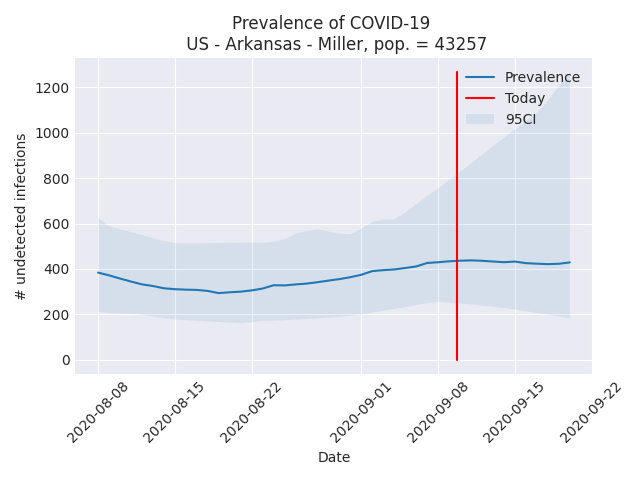 Prevalence of COVID-19
US - Arkansas - Miller, pop. = 43257
Prevalence
Today
95CI
# undetected infections
1200
1000
800
600
400
200
0
2020-08-08
2020-08-15
2020-08-22
2020-09-01
2020-09-08
2020-09-15
2020-09-22
Date